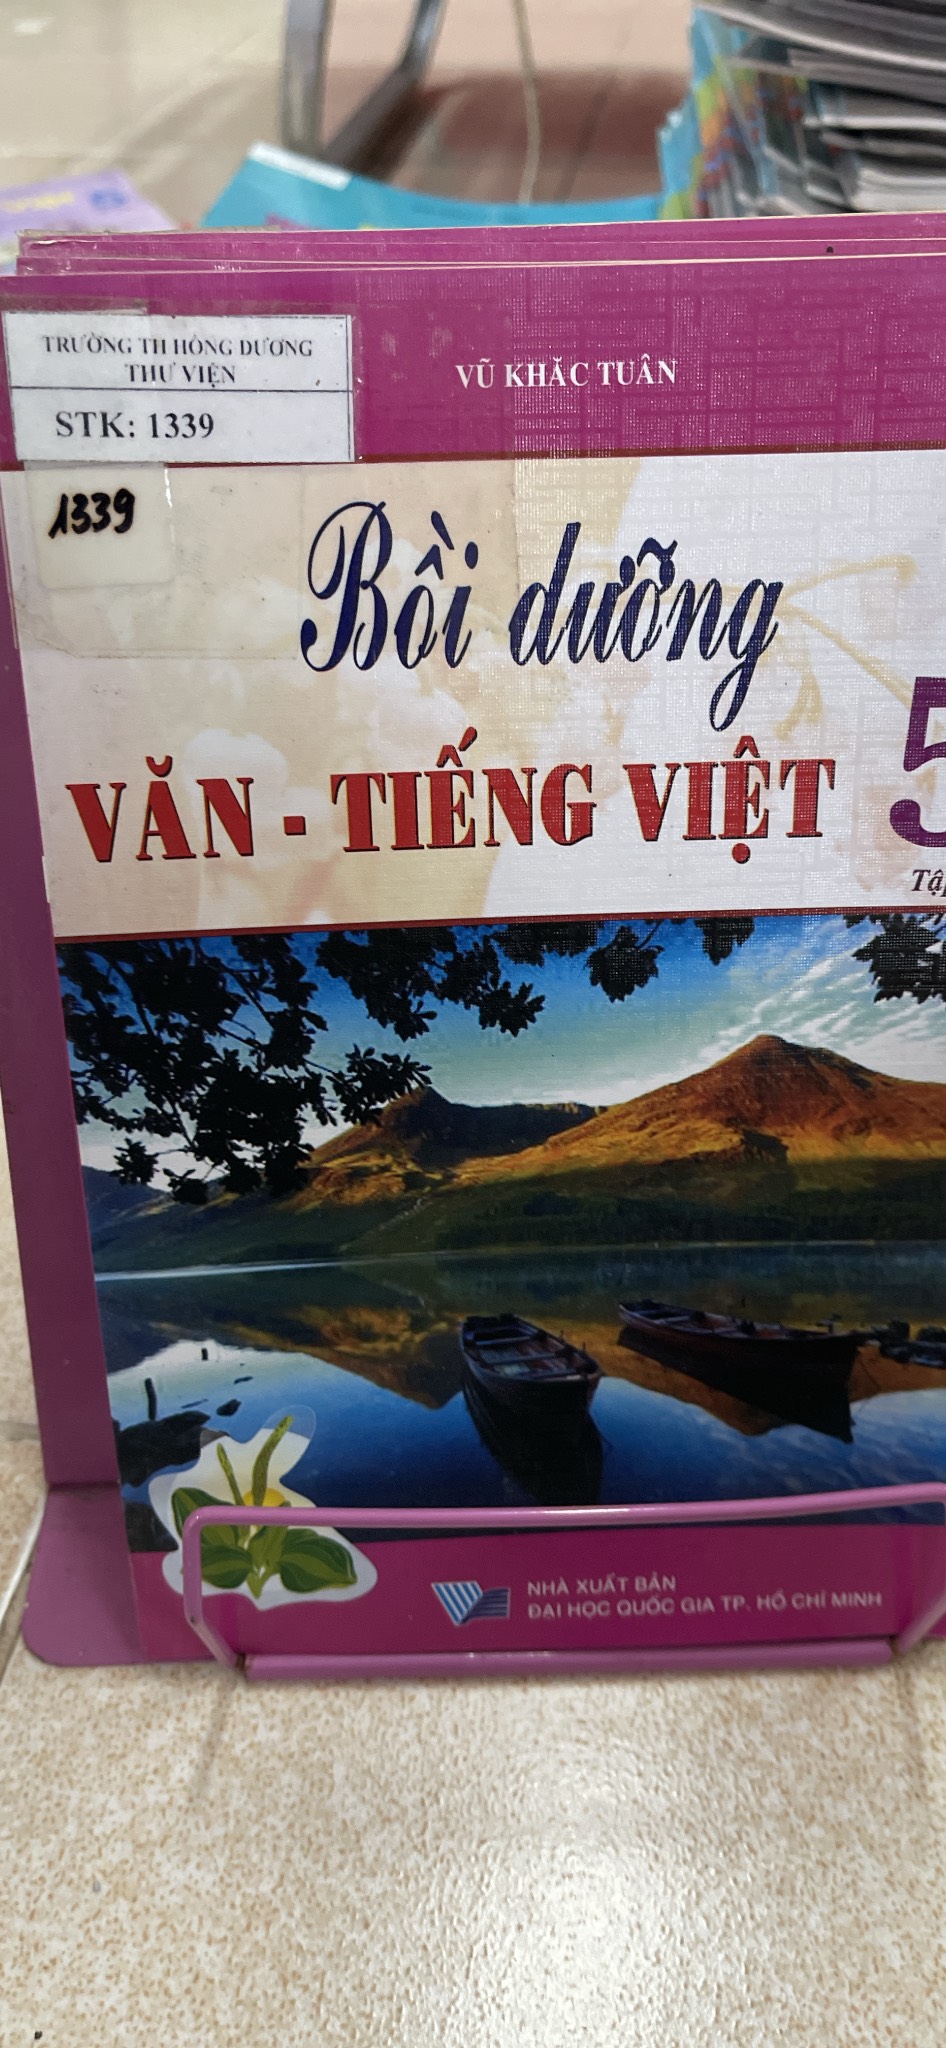 TRƯỜNG TH HỒNG DƯƠNG
THƯ VIỆN
STK: 1339
1339
VŨ KHẮC TUÂN
Bồi dưỡng
VĂN - TIẾNG VIỆT 5
NHÀ XUẤT BẢN
ĐẠI HỌC QUỐC GIA TP. HỒ CHÍ MINH